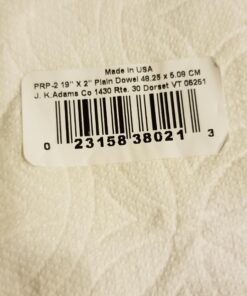 Made in USA
PRP-2 19" X 2" Plain Dowel 48.25 x 5.08 CM
J. K.Adams Co 1430 Rte. 30 Dorset VT 05251
0 23158 38021 3